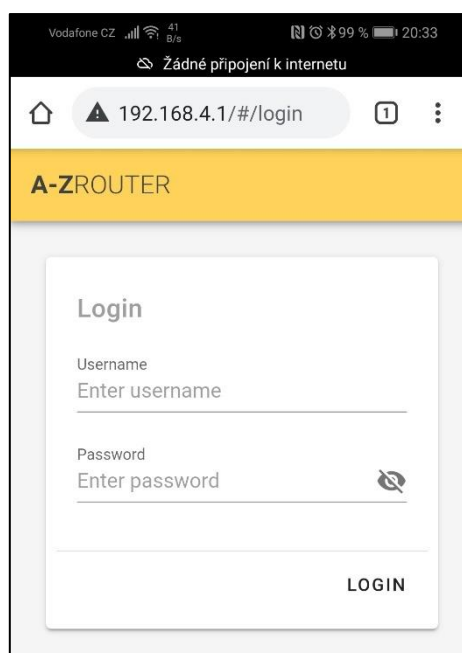 Vodafone CZ 41 B/s 99 % 20:33
Žádné připojení k internetu
192.168.4.1/#/login 1
A-ZROUTER
Login
Username
Enter username
Password
Enter password
LOGIN